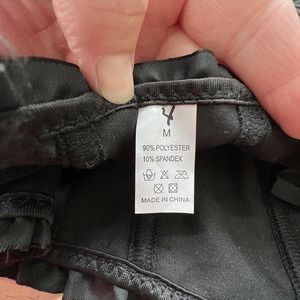 M
90% POLYESTER
10% SPANDEX
MADE IN CHINA